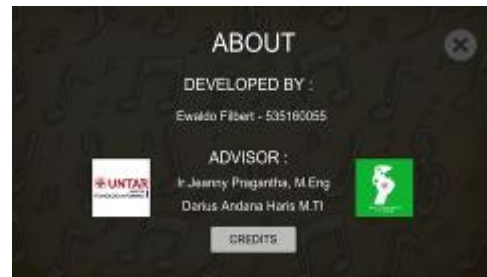 ABOUT
DEVELOPED BY :
Ewaldo Filbert - 535160055
ADVISOR :
Ir.Jeanny Pragantha, M.Eng
Darius Andana Haris M.TI
UNTAR
CREDITS